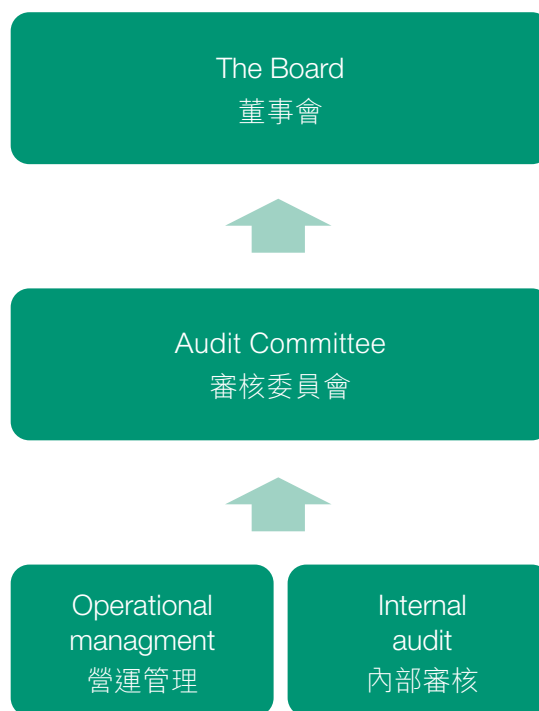 The Board
董事會
Audit Committee
審核委員會
Operational
managment
營運管理
Internal
audit
內部審核